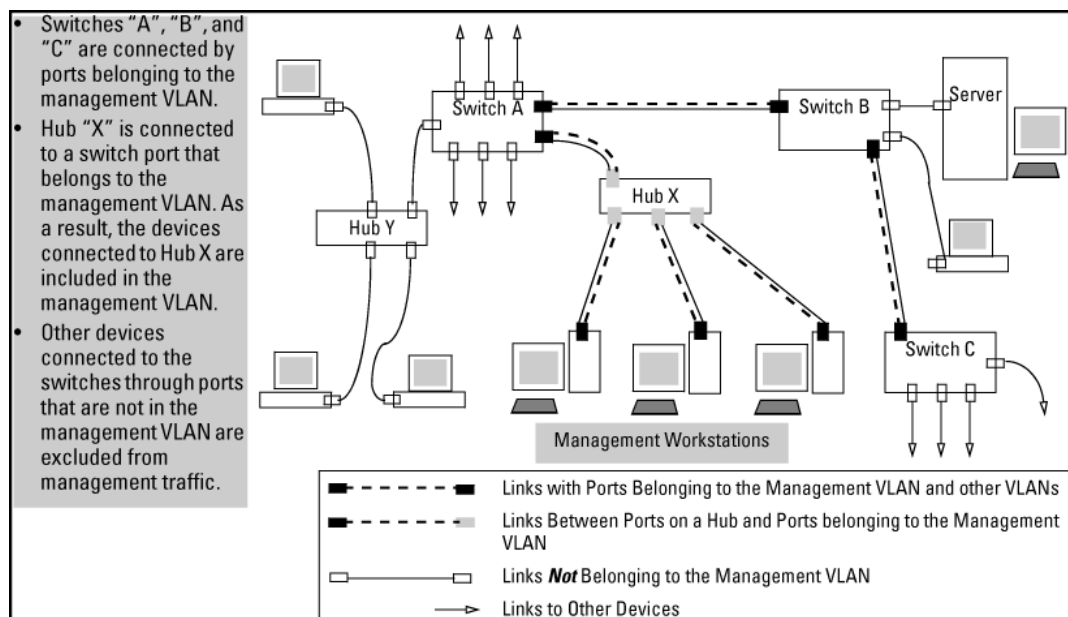 • Switches “A”, “B”, and
“C” are connected by
ports belonging to the
management VLAN.
• Hub “X” is connected
to a switch port that
belongs to the
management VLAN. As
a result, the devices
connected to Hub X are
included in the
management VLAN.
• Other devices
connected to the
switches through ports
that are not in the
management VLAN are
excluded from
management traffic.
Switch A
Switch B
Server
Hub X
Hub Y
Switch C
Management Workstations
Links with Ports Belonging to the Management VLAN and other VLANs
Links Between Ports on a Hub and Ports belonging to the Management
VLAN
Links Not Belonging to the Management VLAN
Links to Other Devices